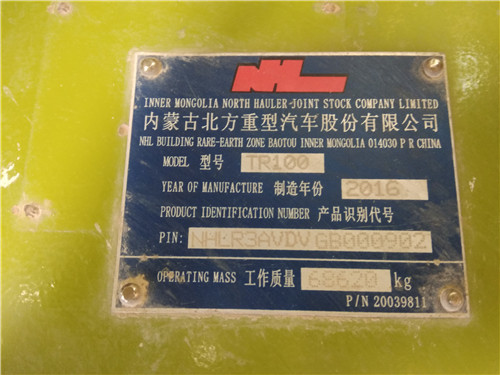 NHL
INNER MONGOLIA NORTH HAULER JOINT STOCK COMPANY LIMITED
内蒙古北方重型汽车股份有限公司
NHL BUILDING RARE-EARTH ZONE BAOTOU INNER MONGOLIA 014030 P R CHINA
MODEL 型号 TR100
YEAR OF MANUFACTURE 制造年份 2016
PRODUCT IDENTIFICATION NUMBER 产品识别代号
PIN: NHLR3AVDVGB000902
OPERATING MASS 工作质量 68620 kg
P/N 20039811